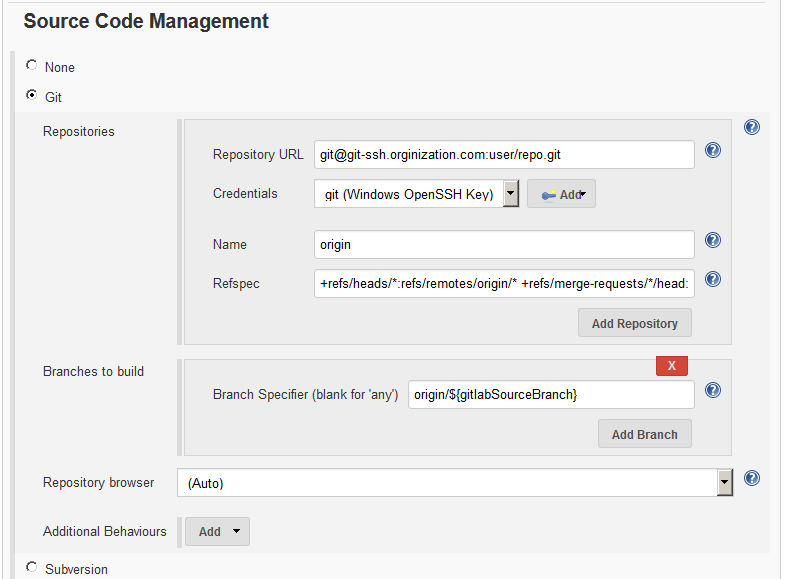 Source Code Management
None
Git
Repositories
Repository URL git@git-ssh.orginization.com:user/repo.git
Credentials git (Windows OpenSSH Key) Add
Name origin
Refspec +refs/heads/*:refs/remotes/origin/* +refs/merge-requests/*/head:
Add Repository
X
Branches to build
Branch Specifier (blank for 'any') origin/${gitlabSourceBranch}
Add Branch
Repository browser (Auto)
Additional Behaviours Add
Subversion